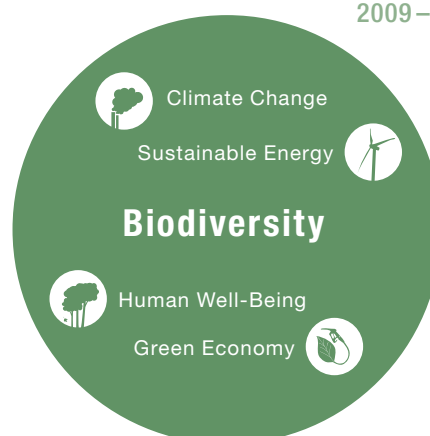 2009–
Climate Change
Sustainable Energy
Biodiversity
Human Well-Being
Green Economy